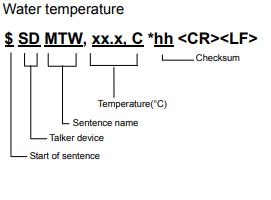 Water temperature
$ SD MTW, xx.x, C *hh <CR><LF>
Checksum
Temperature(°C)
Sentence name
Talker device
Start of sentence